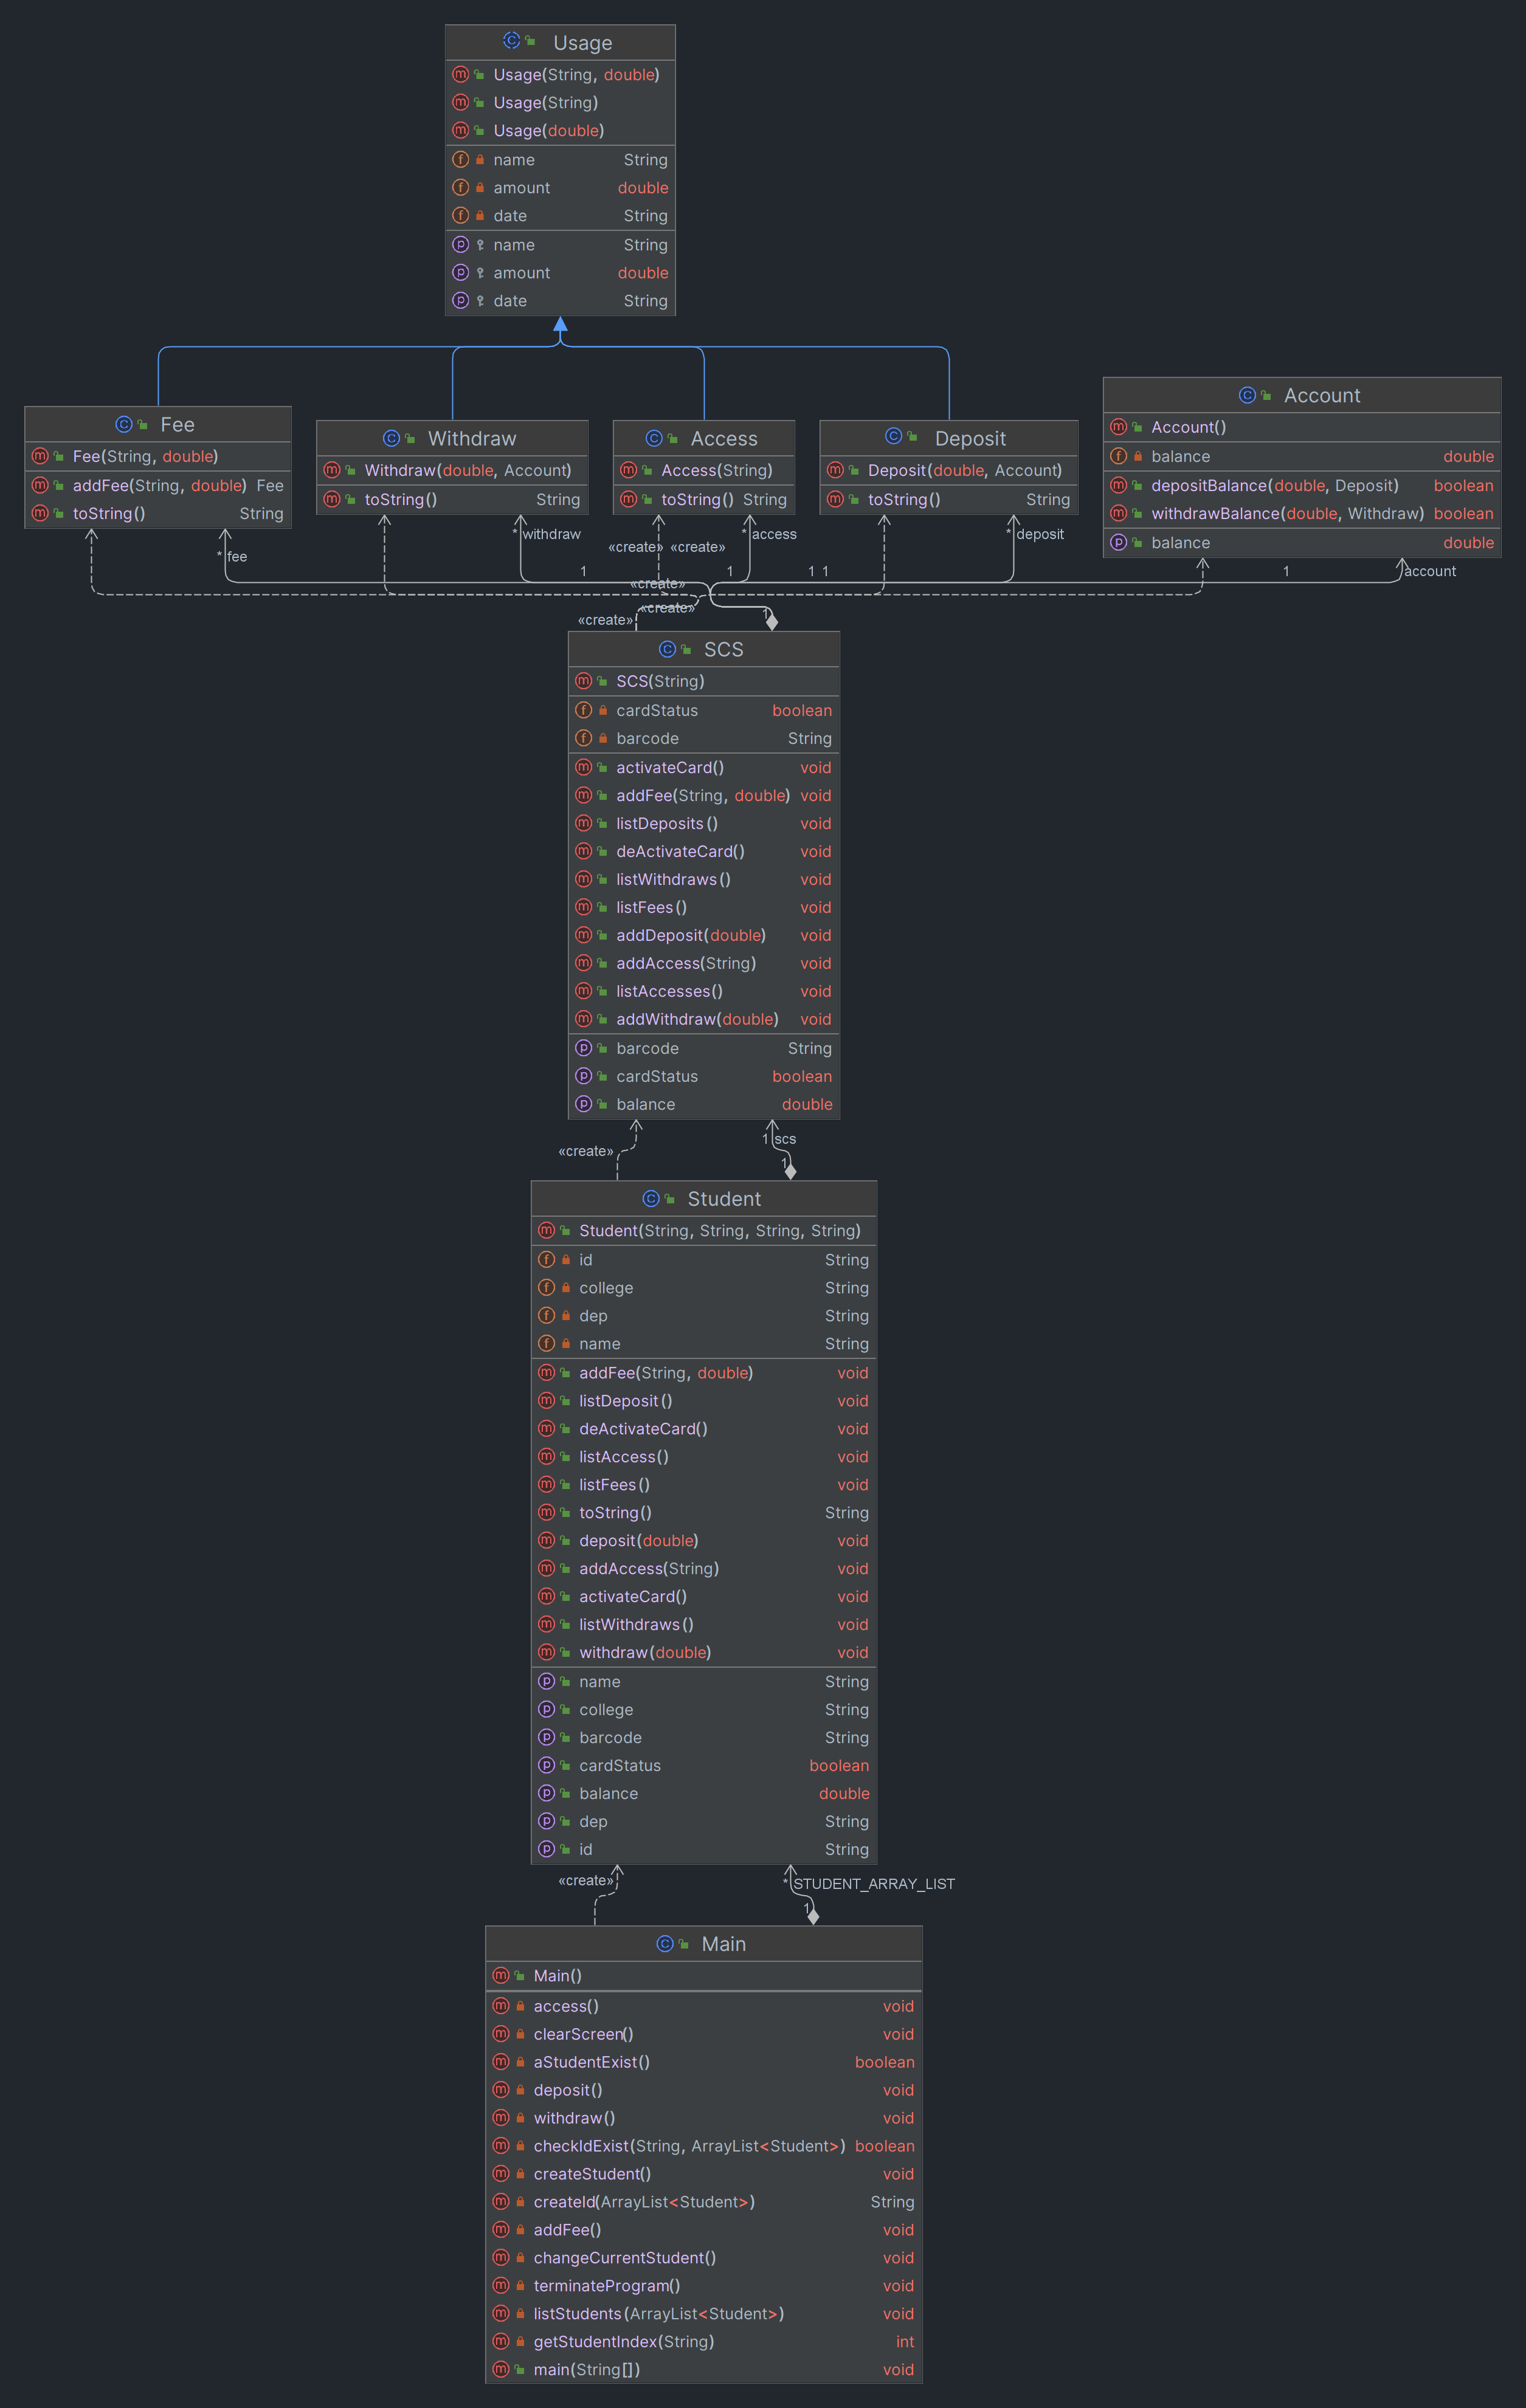 Usage
Usage(String, double)
Usage(String)
Usage(double)
name String
amount double
date String
name String
amount double
date String
Fee
Fee(String, double)
addFee(String, double) Fee
toString() String
Withdraw
Withdraw(double, Account)
toString() String
Access
Access(String)
toString() String
Deposit
Deposit(double, Account)
toString() String
Account
Account()
balance double
depositBalance(double, Deposit) boolean
withdrawBalance(double, Withdraw) boolean
balance double
* fee
* withdraw
«create» «create»
* access
* deposit
1 1 1 1 1
account
«create»
«create»
«create»
1
SCS
SCS(String)
cardStatus boolean
barcode String
activateCard() void
addFee(String, double) void
listDeposits() void
deActivateCard() void
listWithdraws() void
listFees() void
addDeposit(double) void
addAccess(String) void
listAccesses() void
addWithdraw(double) void
barcode String
cardStatus boolean
balance double
«create»
1 scs
1
Student
Student(String, String, String, String)
id String
college String
dep String
name String
addFee(String, double) void
listDeposit() void
deActivateCard() void
listAccess() void
listFees() void
toString() String
deposit(double) void
addAccess(String) void
activateCard() void
listWithdraws() void
withdraw(double) void
name String
college String
barcode String
cardStatus boolean
balance double
dep String
id String
«create»
* STUDENT_ARRAY_LIST
1
Main
Main()
access() void
clearScreen() void
aStudentExist() boolean
deposit() void
withdraw() void
checkIdExist(String, ArrayList<Student>) boolean
createStudent() void
createId(ArrayList<Student>) String
addFee() void
changeCurrentStudent() void
terminateProgram() void
listStudents(ArrayList<Student>) void
getStudentIndex(String) int
main(String[]) void